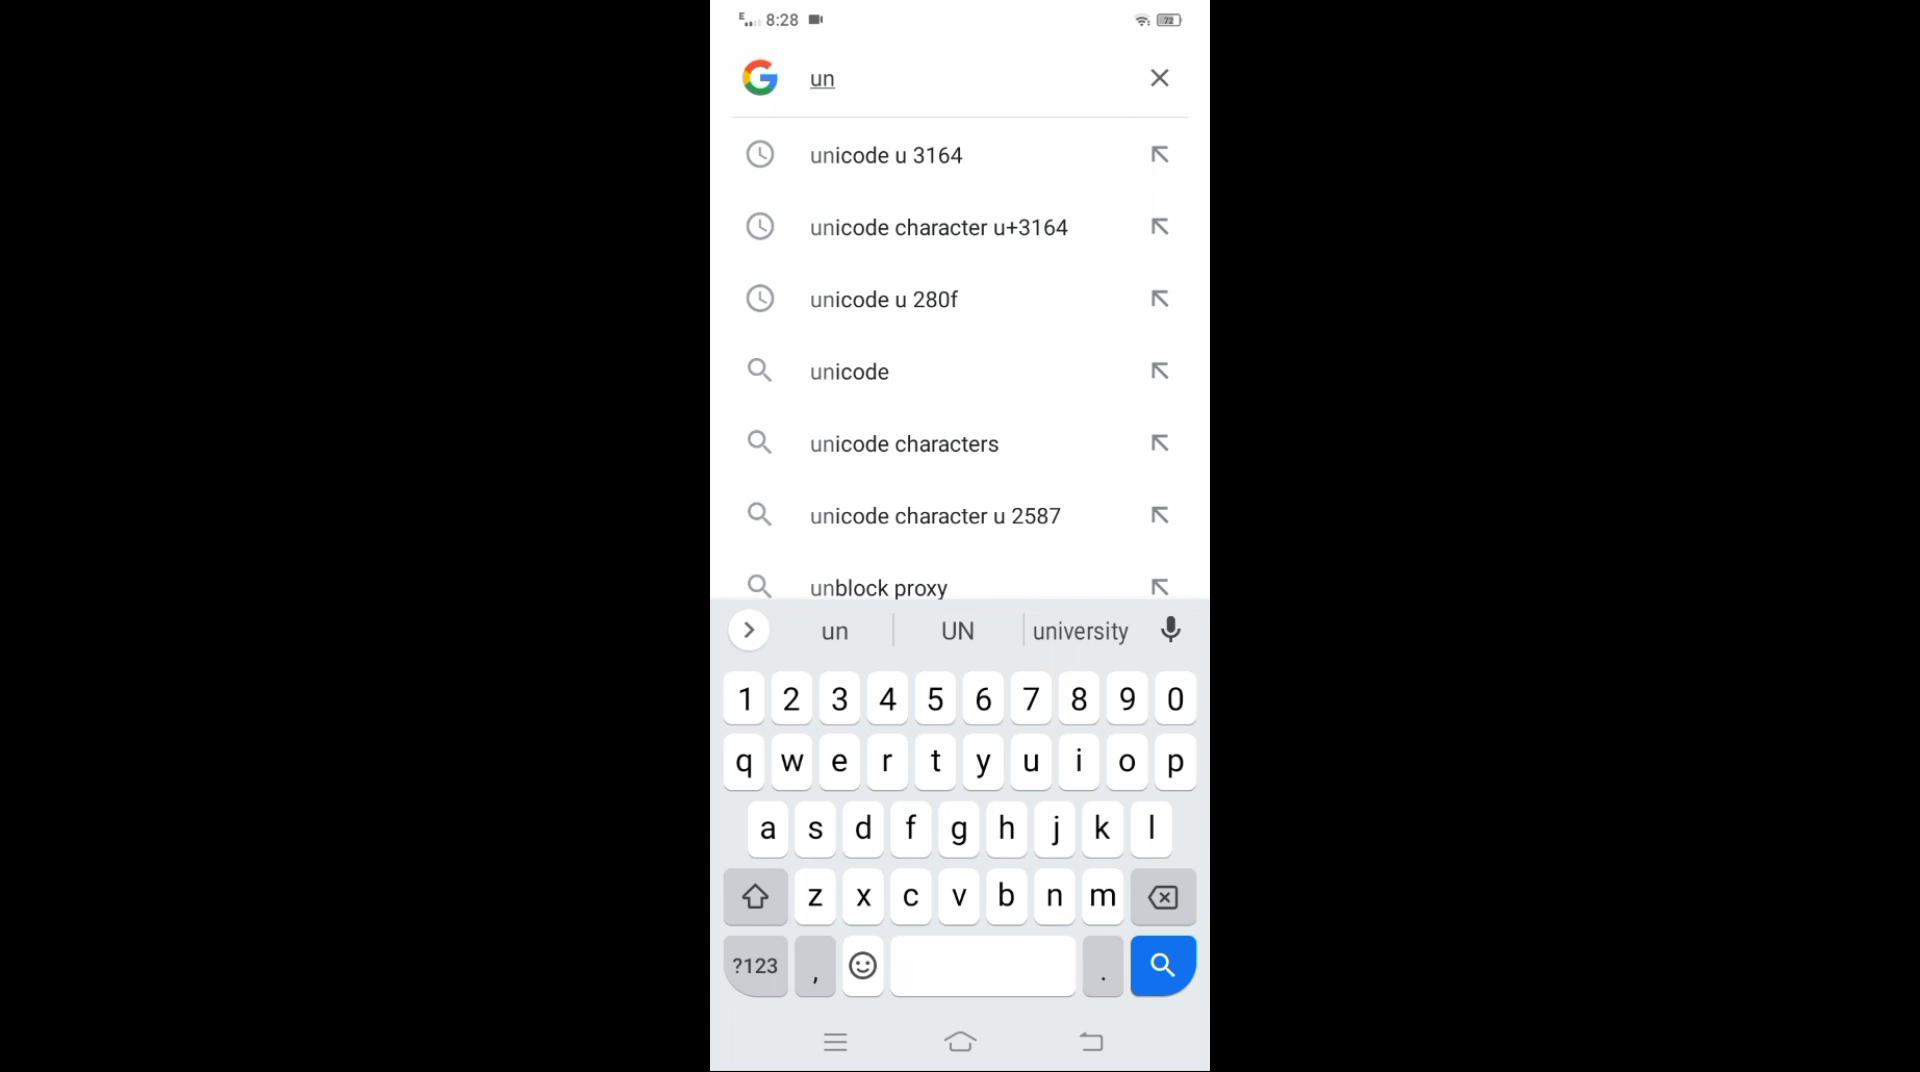 E 8:28 72
un
unicode u 3164
unicode character u+3164
unicode u 280f
unicode
unicode characters
unicode character u 2587
unblock proxy
un UN university
1 2 3 4 5 6 7 8 9 0
q w e r t y u i o p
a s d f g h j k l
z x c v b n m
?123 , .